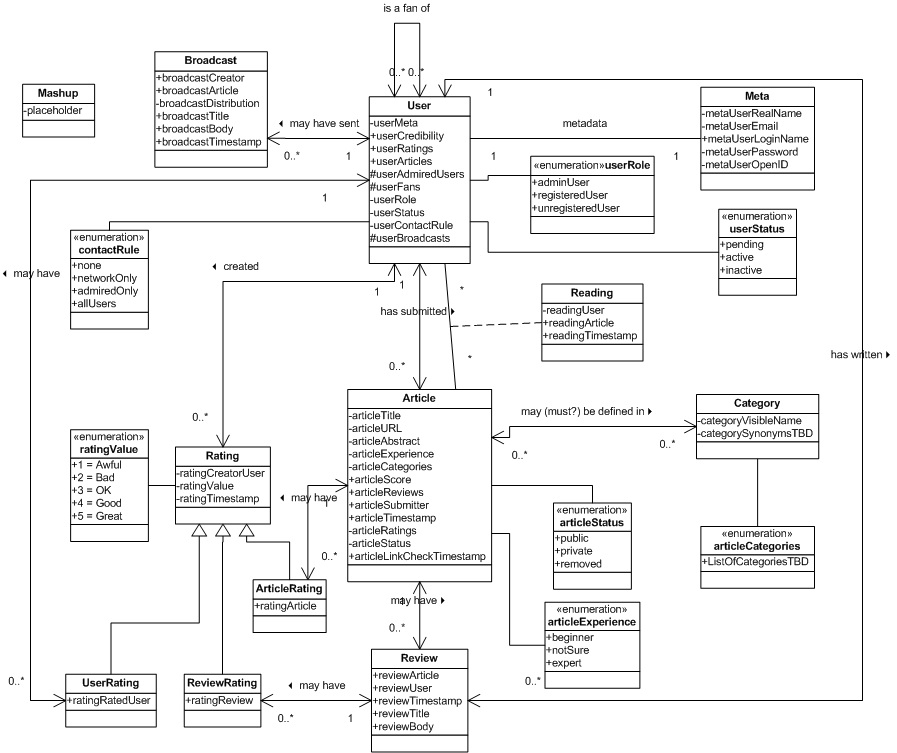 is a fan of
0..*
0..*
Mashup
-placeholder
Broadcast
+broadcastCreator
+broadcastArticle
-broadcastDistribution
+broadcastTitle
+broadcastBody
+broadcastTimestamp
may have sent
0..*
1
User
-userMeta
+userCredibility
+userRatings
+userArticles
#userAdmiredUsers
#userFans
-userRole
-userStatus
-userContactRule
#userBroadcasts
1
metadata
1
1
Meta
-metaUserRealName
-metaUserEmail
+metaUserLoginName
-metaUserPassword
-metaUserOpenID
«enumeration»userRole
+adminUser
+registeredUser
+unregisteredUser
«enumeration»
userStatus
+pending
+active
+inactive
1
«enumeration»
contactRule
+none
+networkOnly
+admiredOnly
+allUsers
may have
created
1
1
has submitted
*
*
0..*
Reading
-readingUser
+readingArticle
+readingTimestamp
has written
Article
-articleTitle
-articleURL
-articleAbstract
-articleExperience
-articleCategories
+articleScore
+articleReviews
+articleSubmitter
+articleTimestamp
-articleRatings
-articleStatus
+articleLinkCheckTimestamp
may (must?) be defined in
0..*
0..*
Category
-categoryVisibleName
-categorySynonymsTBD
0..*
«enumeration»
ratingValue
+1 = Awful
+2 = Bad
+3 = OK
+4 = Good
+5 = Great
Rating
-ratingCreatorUser
-ratingValue
-ratingTimestamp
may have
1
0..*
«enumeration»
articleStatus
+public
+private
+removed
«enumeration»
articleCategories
+ListOfCategoriesTBD
ArticleRating
+ratingArticle
may have
1
0..*
«enumeration»
articleExperience
+beginner
+notSure
+expert
0..*
Review
+reviewArticle
+reviewUser
+reviewTimestamp
+reviewTitle
+reviewBody
0..*
UserRating
+ratingRatedUser
ReviewRating
+ratingReview
may have
0..*
1